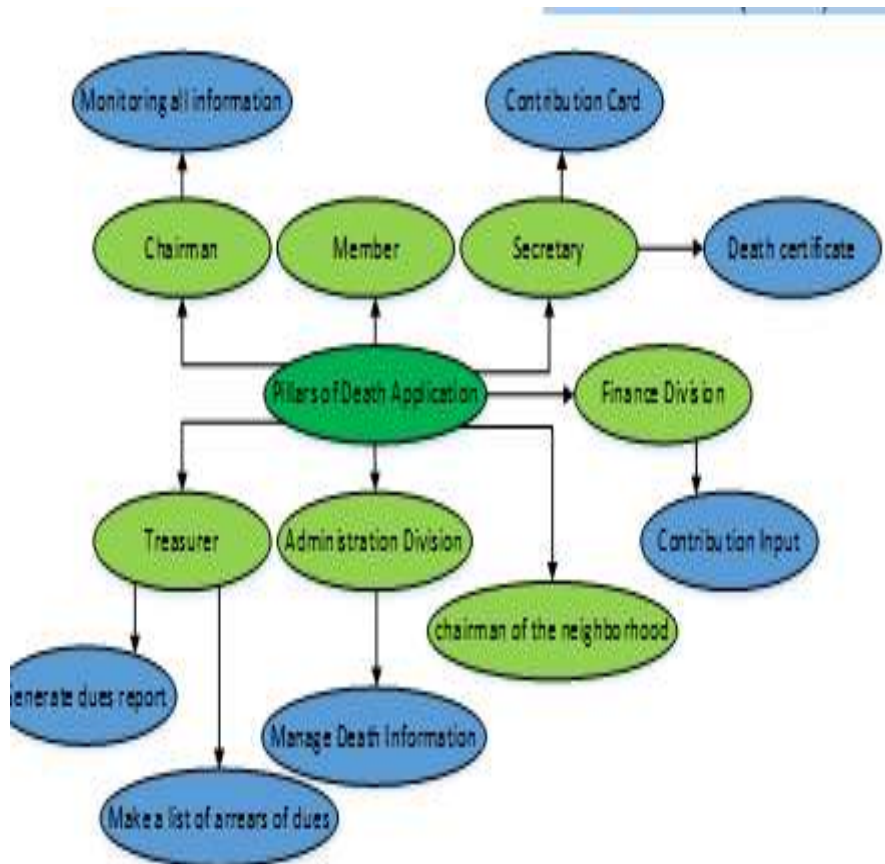 Monitoring all information
Contribution Card
Chairman
Member
Secretary
Death certificate
Pillars of Death Application
Finance Division
Treasurer
Administration Division
Contribution Input
chairman of the neighborhood
Generate dues report
Manage Death Information
Make a list of arrears of dues